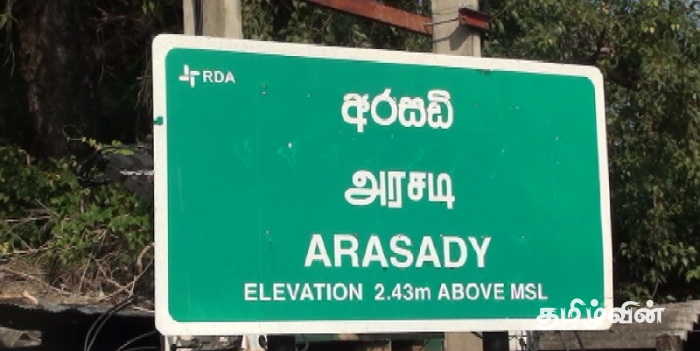 RDA
අරසඩි
அரசடி
ARASADY
ELEVATION 2.43m ABOVE MSL
தமிழ்வின்